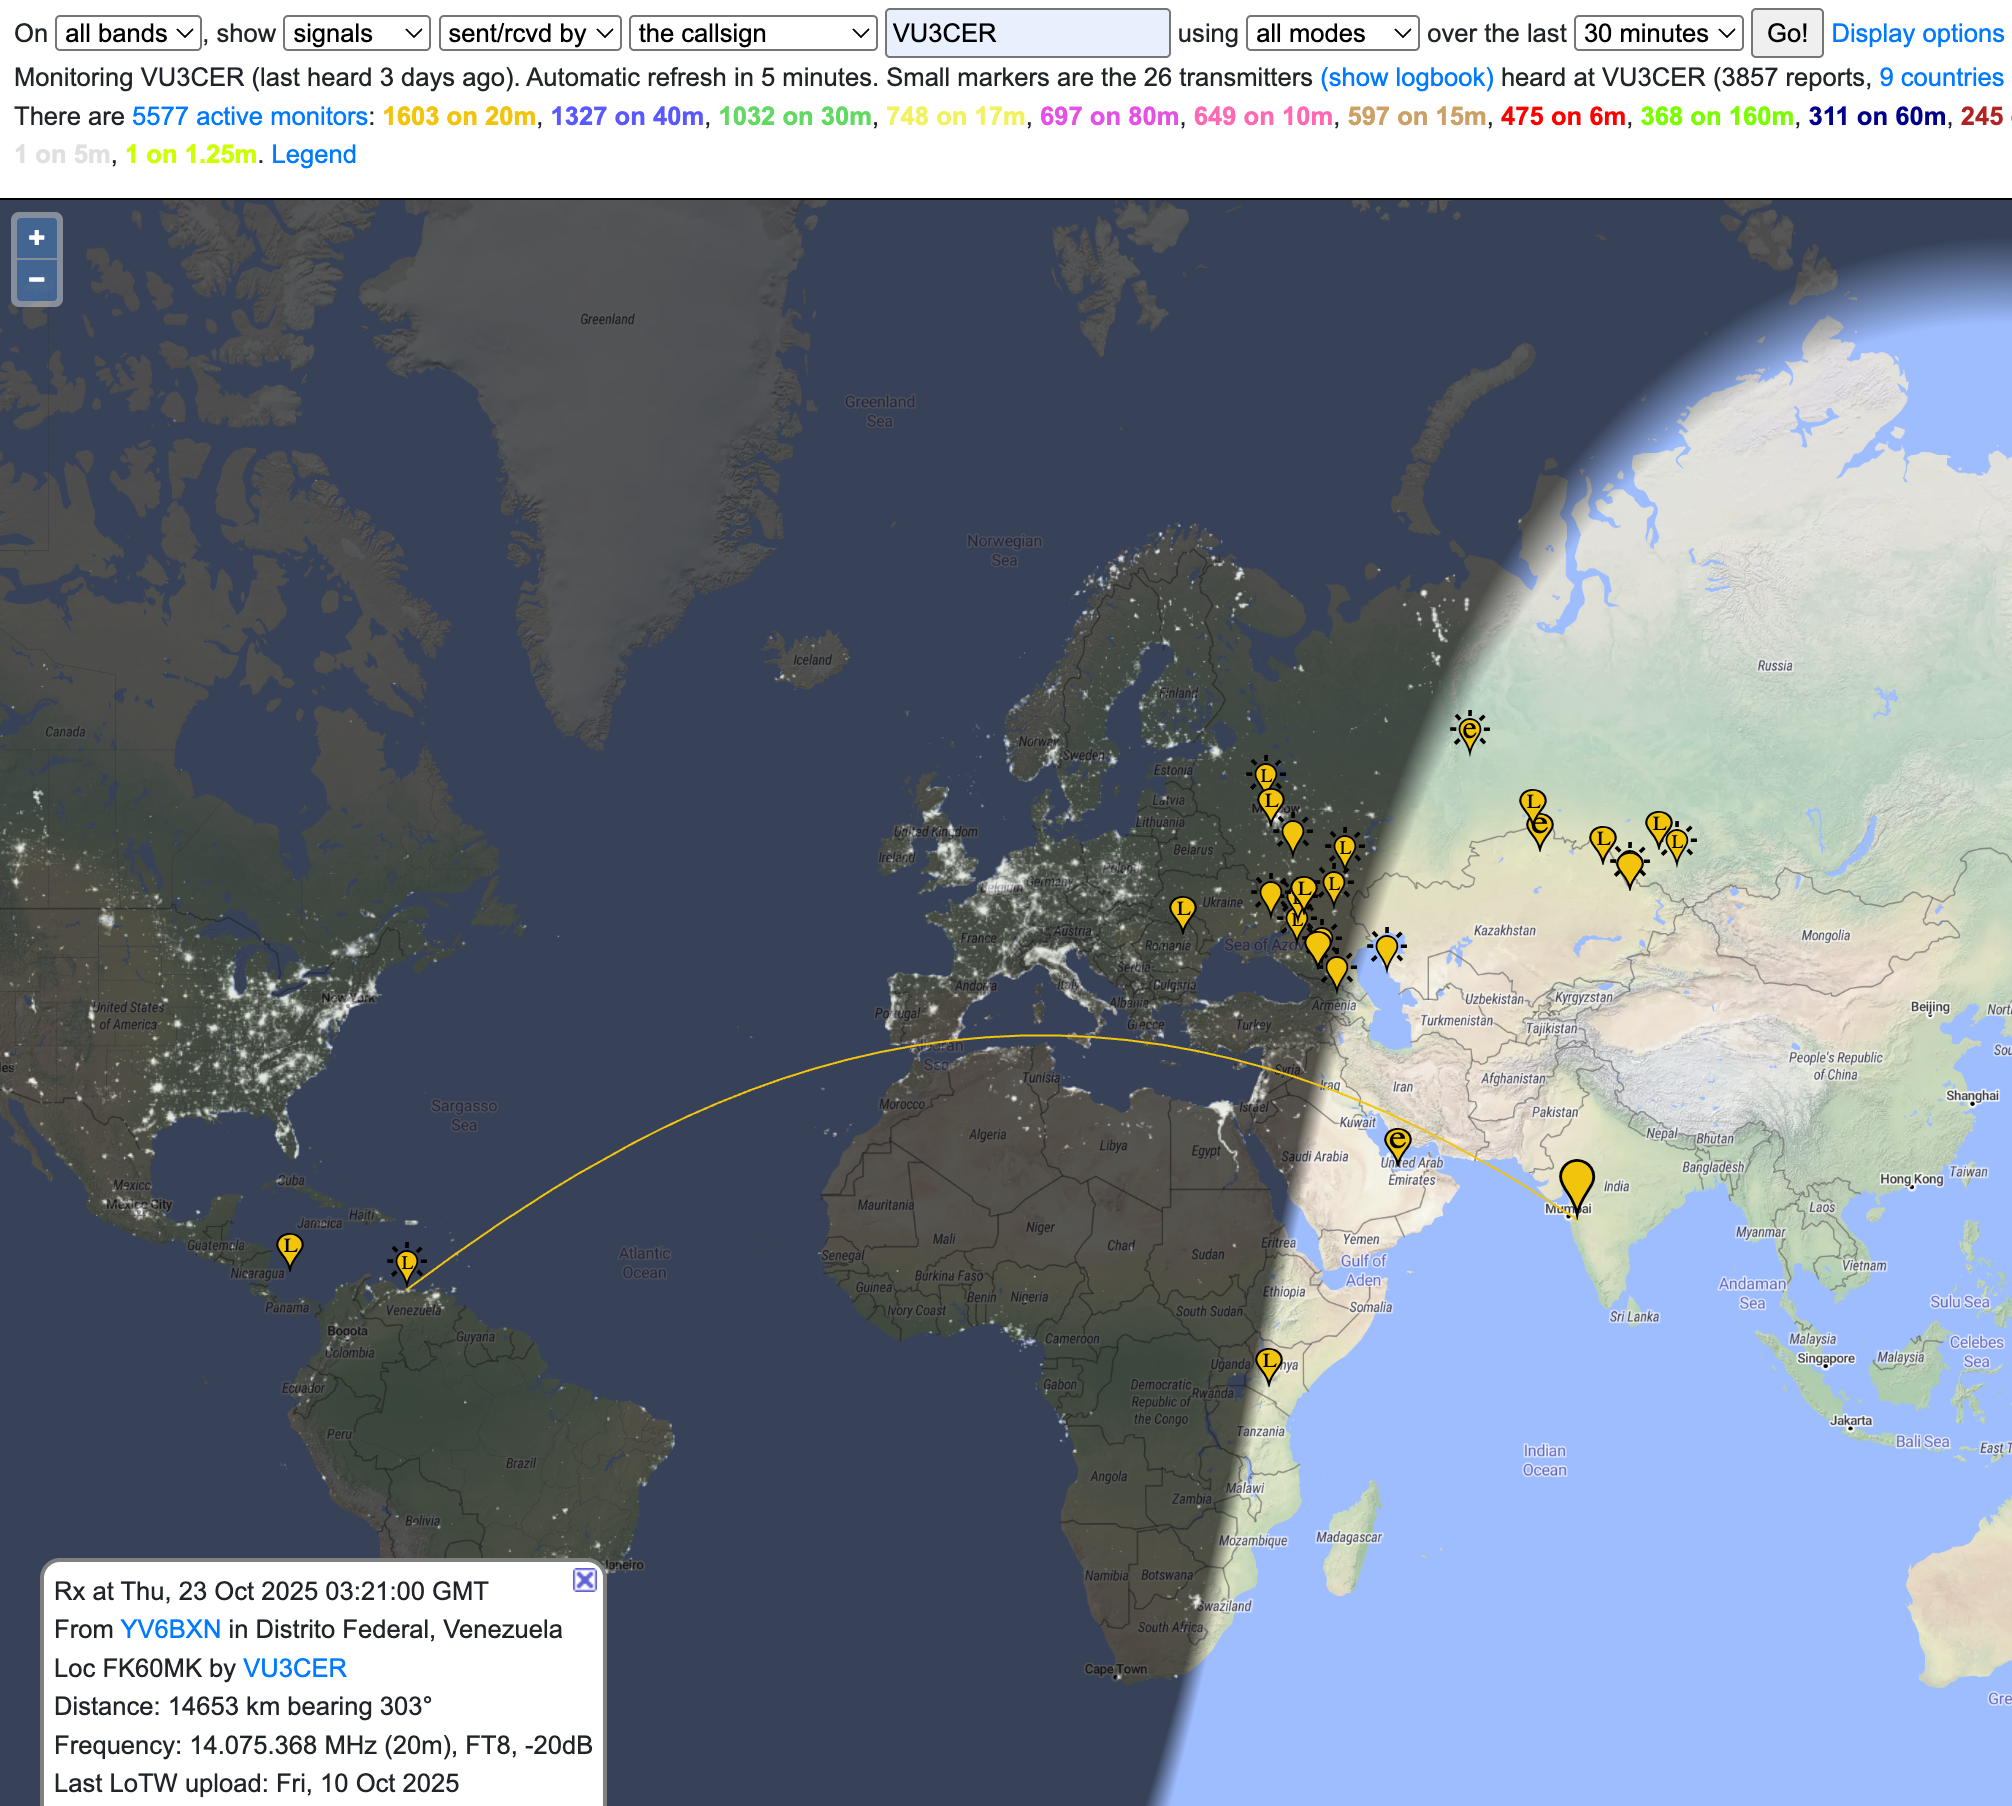 On all bands , show signals sent/rcvd by the callsign VU3CER using all modes over the last 30 minutes Go! Display options
Monitoring VU3CER (last heard 3 days ago). Automatic refresh in 5 minutes. Small markers are the 26 transmitters (show logbook) heard at VU3CER (3857 reports, 9 countries
There are 5577 active monitors: 1603 on 20m, 1327 on 40m, 1032 on 30m, 748 on 17m, 697 on 80m, 649 on 10m, 597 on 15m, 475 on 6m, 368 on 160m, 311 on 60m, 245
1 on 5m, 1 on 1.25m. Legend
+
−
Greenland
Greenland
Sea
Norwegian
Sea
Iceland
Russia
Finland
Canada
Norway
Sweden
Estonia
Latvia
Lithuania
United Kingdom
Ireland
Belarus
Germany
Poland
Ukraine
France
Austria
Romania
Sea of Azov
Kazakhstan
Mongolia
Serbia
Andorra
Italy
Bulgaria
Albania
Portugal
Greece
Turkey
Armenia
Uzbekistan
Kyrgyzstan
Turkmenistan
Tajikistan
Beijing
North
United States
of America
New York
Alboran
Sea
Tunisia
Syria
Iraq
Iran
Afghanistan
People's Republic
of China
Shanghai
Sargasso
Sea
Morocco
Algeria
Libya
Israel
Egypt
Kuwait
Pakistan
Nepal
Bhutan
Saudi Arabia
United Arab
Emirates
Bangladesh
India
Mumbai
Hong Kong
Taiwan
Cuba
Mexico
Mexico City
Jamaica
Haiti
Guatemala
Nicaragua
Panama
Venezuela
Bogota
Colombia
Guyana
Ecuador
Peru
Brazil
Bolivia
Janeiro
Atlantic
Ocean
Mauritania
Mali
Niger
Chad
Sudan
Eritrea
Yemen
Gulf of
Aden
Senegal
Burkina Faso
Guinea
Benin
Nigeria
Ivory Coast
Ethiopia
South Sudan
Somalia
Cameroon
Uganda
nya
Gabon
Democratic
Republic of
the Congo
Rwanda
Tanzania
Angola
Zambia
Malawi
Mozambique
Madagascar
Namibia
Botswana
Swaziland
South Africa
Cape Town
Laos
Myanmar
Vietnam
Andaman
Sea
Sri Lanka
Sulu Sea
Malaysia
Singapore
Malaysia
Celebes
Sea
Jakarta
Bali Sea
East T
Indian
Ocean
Gre
Rx at Thu, 23 Oct 2025 03:21:00 GMT
From YV6BXN in Distrito Federal, Venezuela
Loc FK60MK by VU3CER
Distance: 14653 km bearing 303°
Frequency: 14.075.368 MHz (20m), FT8, -20dB
Last LoTW upload: Fri, 10 Oct 2025